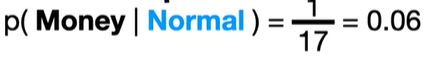 p( Money | Normal ) = 1/17 = 0.06